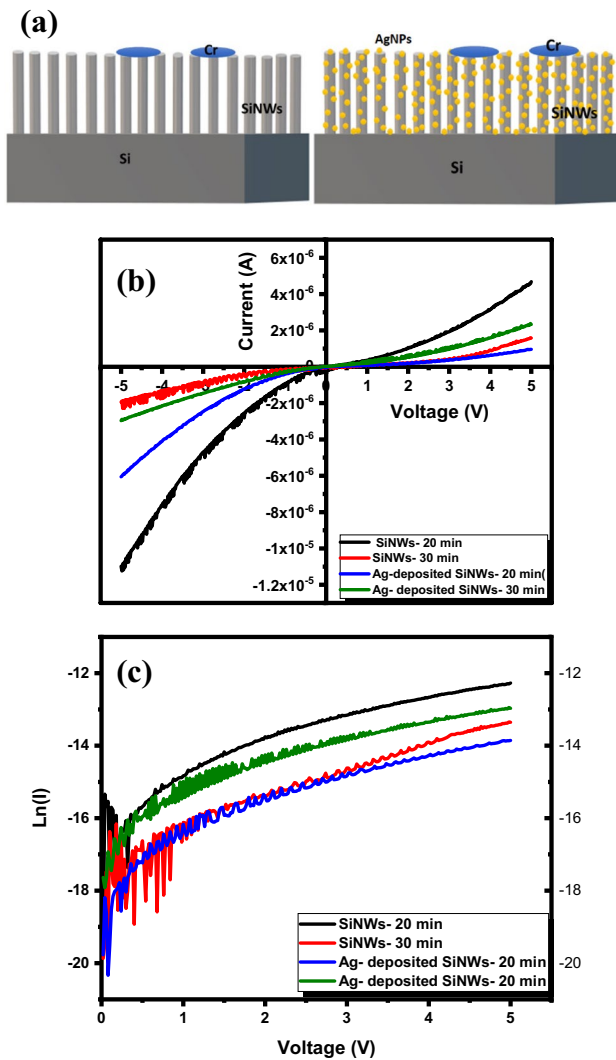 (a)
Cr
AgNPs
Cr
SiNWs
SiNWs
Si
Si
(b)
Current (A)
6x10⁻⁶
4x10⁻⁶
2x10⁻⁶
0
-5 -4 -3 -2 -1 0 1 2 3 4 5
Voltage (V)
-2x10⁻⁶
-4x10⁻⁶
-6x10⁻⁶
-8x10⁻⁶
-1x10⁻⁵
-1.2x10⁻⁵
SiNWs- 20 min
SiNWs- 30 min
Ag-deposited SiNWs- 20 min(
Ag- deposited SiNWs- 30 min
(c)
Ln(I)
-12 -12
-14 -14
-16 -16
-18 -18
-20 -20
SiNWs- 20 min
SiNWs- 30 min
Ag- deposited SiNWs- 20 min
Ag- deposited SiNWs- 20 min
0 1 2 3 4 5
Voltage (V)